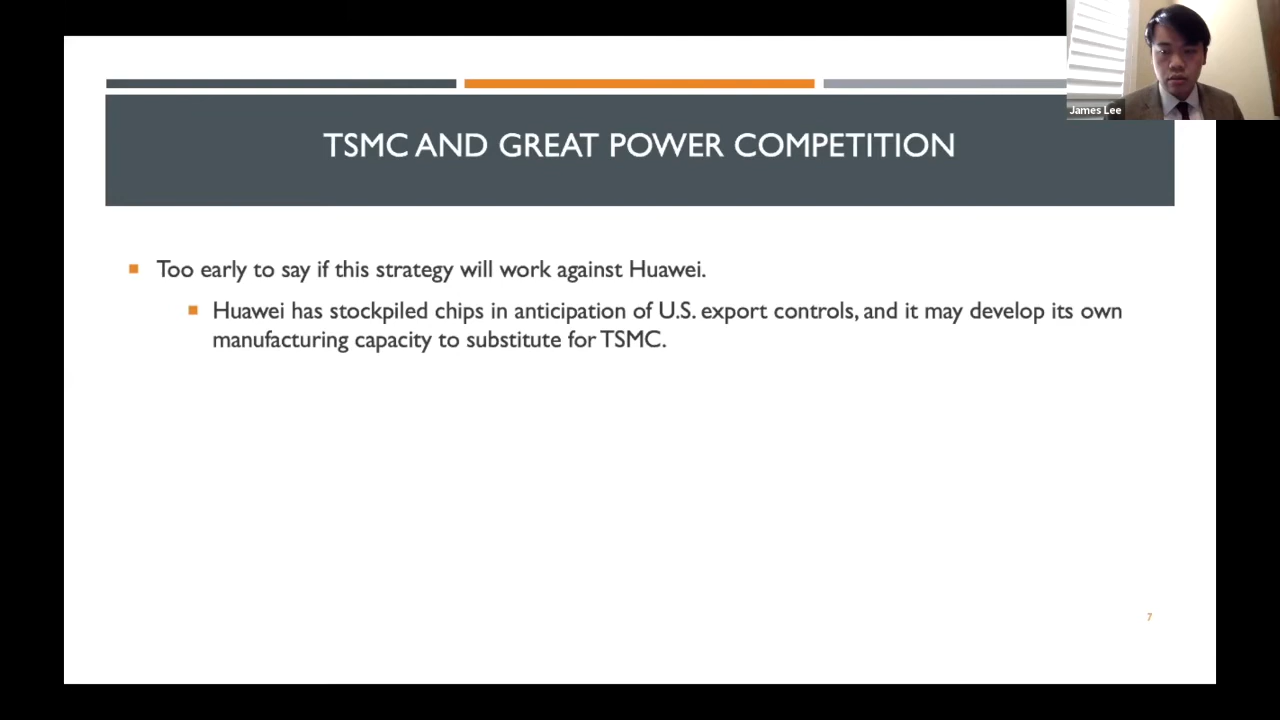 James Lee
TSMC AND GREAT POWER COMPETITION
Too early to say if this strategy will work against Huawei.
Huawei has stockpiled chips in anticipation of U.S. export controls, and it may develop its own
manufacturing capacity to substitute for TSMC.
7